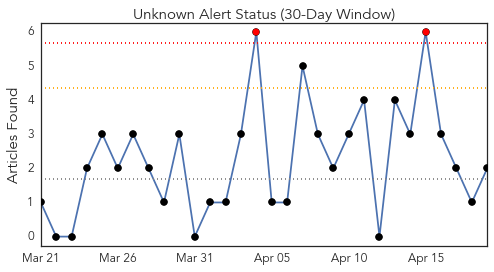 Unknown Alert Status (30-Day Window)
Articles Found
6
5
4
3
2
1
0
Mar 21
Mar 26
Mar 31
Apr 05
Apr 10
Apr 15